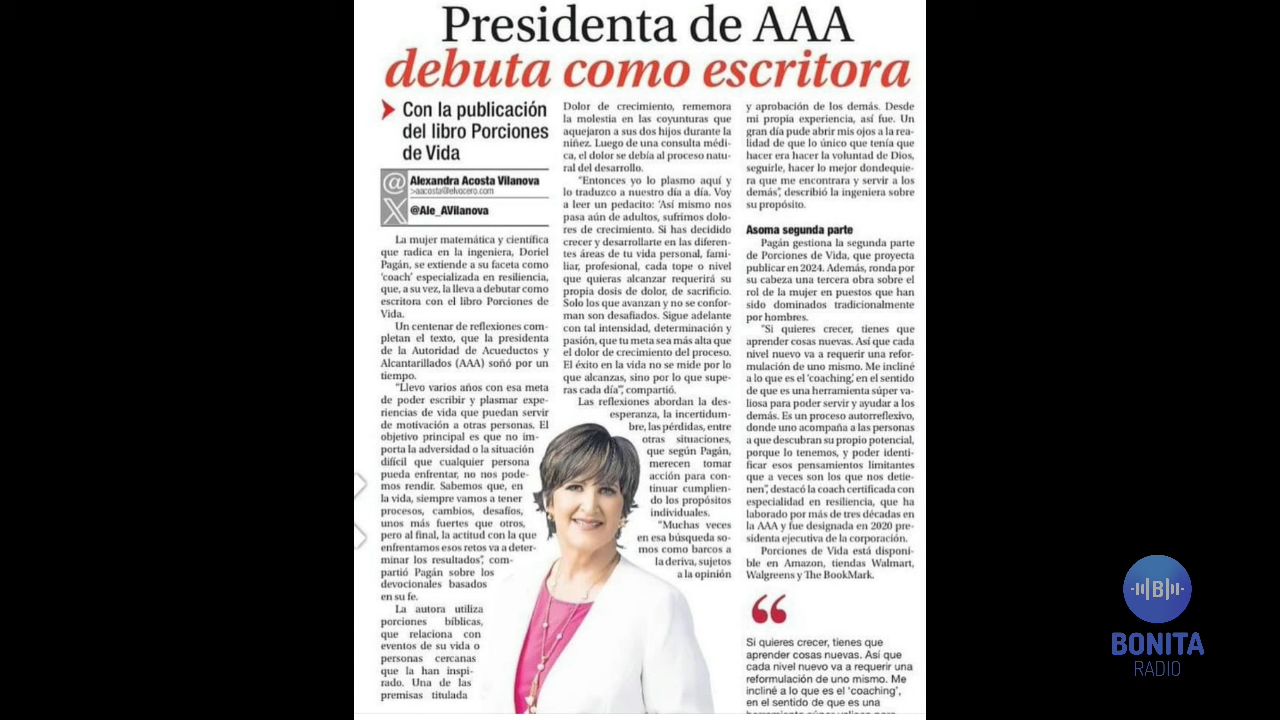 Presidenta de AAA
debuta como escritora
Con la publicación
del libro Porciones
de Vida
@ Alexandra Acosta Vilanova
>aacosta@elvocero.com
X @Ale_AVilanova
La mujer matemática y científica
que radica en la ingeniera, Doriel
Pagán, se extiende a su faceta como
‘coach’ especializada en resiliencia,
que, a su vez, la lleva a debutar como
escritora con el libro Porciones de
Vida.
Un centenar de reflexiones com-
pletan el texto, que la presidenta
de la Autoridad de Acueductos y
Alcantarillados (AAA) soñó por un
tiempo.
“Llevo varios años con esa meta
de poder escribir y plasmar expe-
riencias de vida que puedan servir
de motivación a otras personas. El
objetivo principal es que no im-
porta la adversidad o la situación
difícil que cualquier persona
pueda enfrentar, no nos pode-
mos rendir. Sabemos que, en
la vida, siempre vamos a tener
procesos, cambios, desafíos,
unos más fuertes que otros,
pero al final, la actitud con la que
enfrentamos esos retos va a deter-
minar los resultados”, com-
partió Pagán sobre los
devocionales basados
en su fe.
La autora utiliza
porciones bíblicas,
que relaciona con
eventos de su vida o
personas cercanas
que la han inspi-
rado. Una de las
premisas titulada
Dolor de crecimiento, rememora
la molestia en las coyunturas que
aquejaron a sus dos hijos durante la
niñez. Luego de una consulta médi-
ca, el dolor se debía al proceso natu-
ral del desarrollo.
“Entonces yo lo plasmo aquí y
lo traduzco a nuestro día a día. Voy
a leer un pedacito: ‘Así mismo nos
pasa aún de adultos, sufrimos dolo-
res de crecimiento. Si has decidido
crecer y desarrollarte en las diferen-
tes áreas de tu vida personal, fami-
liar, profesional, cada tope o nivel
que quieras alcanzar requerirá su
propia dosis de dolor, de sacrificio.
Solo los que avanzan y no se confor-
man son desafiados. Sigue adelante
con tal intensidad, determinación y
pasión, que tu meta sea más alta que
el dolor de crecimiento del proceso.
El éxito en la vida no se mide por lo
que alcanzas, sino por lo que supe-
ras cada día’”, compartió.
Las reflexiones abordan la des-
esperanza, la incertidum-
bre, las pérdidas, entre
otras situaciones,
que según Pagán,
merecen tomar
acción para con-
tinuar cumplien-
do los propósitos
individuales.
“Muchas veces
en esa búsqueda so-
mos como barcos a
la deriva, sujetos
a la opinión
y aprobación de los demás. Desde
mi propia experiencia, así fue. Un
gran día pude abrir mis ojos a la rea-
lidad de que lo único que tenía que
hacer era hacer la voluntad de Dios,
seguirle, hacer lo mejor dondequie-
ra que me encontrara y servir a los
demás”, describió la ingeniera sobre
su propósito.
Asoma segunda parte
Pagán gestiona la segunda parte
de Porciones de Vida, que proyecta
publicar en 2024. Además, ronda por
su cabeza una tercera obra sobre el
rol de la mujer en puestos que han
sido dominados tradicionalmente
por hombres.
“Si quieres crecer, tienes que
aprender cosas nuevas. Así que cada
nivel nuevo va a requerir una refor-
mulación de uno mismo. Me incliné
a lo que es el ‘coaching’, en el sentido
de que es una herramienta súper va-
liosa para poder servir y ayudar a los
demás. Es un proceso autorreflexivo,
donde uno acompaña a las personas
a que descubran su propio potencial,
porque lo tenemos, y poder identi-
ficar esos pensamientos limitantes
que a veces son los que nos detie-
nen”, destacó la coach certificada con
especialidad en resiliencia, que ha
laborado por más de tres décadas en
la AAA y fue designada en 2020 pre-
sidenta ejecutiva de la corporación.
Porciones de Vida está disponi-
ble en Amazon, tiendas Walmart,
Walgreens y The BookMark.
“
Si quieres crecer, tienes que
aprender cosas nuevas. Así que
cada nivel nuevo va a requerir una
reformulación de uno mismo. Me
incliné a lo que es el ‘coaching’,
en el sentido de que es una
herramienta súper valiosa para
B
BONITA
RADIO